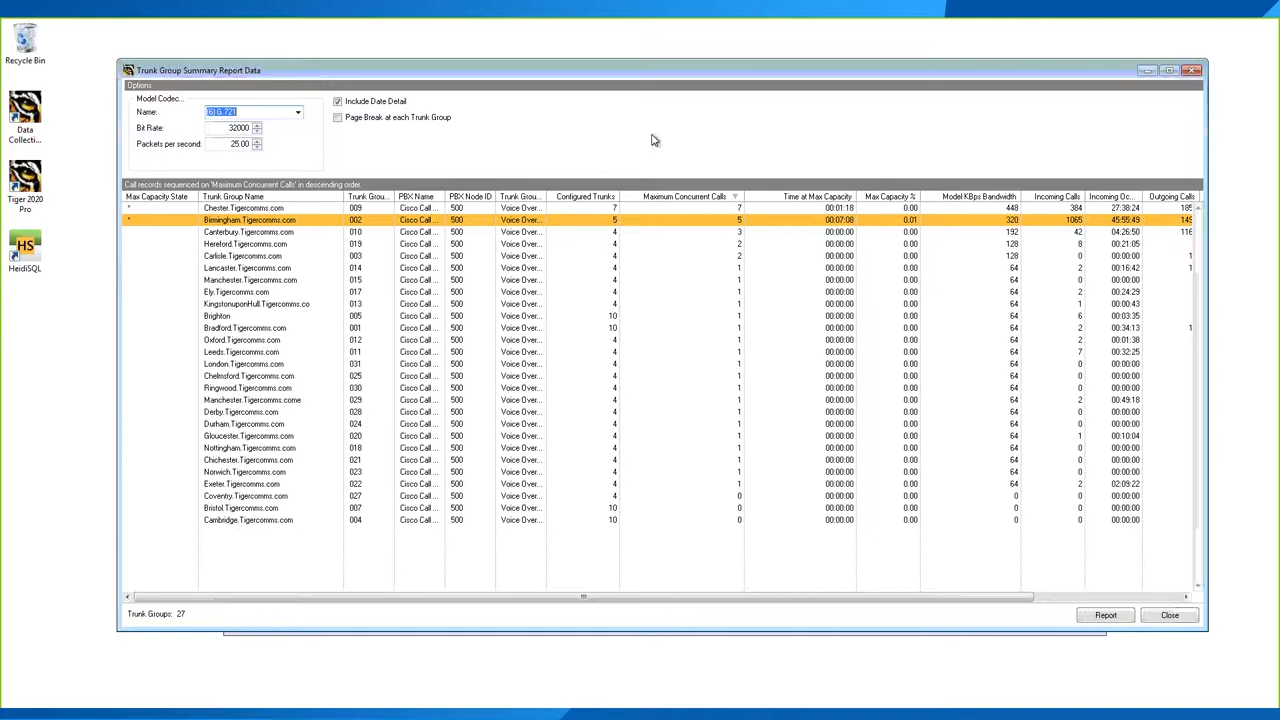 Recycle Bin
Data
Collecti...
Tiger 2020
Pro
HeidiSQL
Trunk Group Summary Report Data
Options
Model Codec...
Name: (6) G.721
Bit Rate: 32000
Packets per second: 25.00
Include Date Detail
Page Break at each Trunk Group
Call records sequenced on 'Maximum Concurrent Calls' in descending order.
Max Capacity State Trunk Group Name Trunk Grou... PBX Name PBX Node ID Trunk Grou... Configured Trunks Maximum Concurrent Calls Time at Max Capacity Max Capacity % Model KBps Bandwidth Incoming Calls Incoming Oc... Outgoing Calls
* Chester.Tigercomms.com 009 Cisco Call ... 500 Voice Over... 7 7 00:01:18 0.00 448 384 27:38:24 185
* Birmingham.Tigercomms.com 002 Cisco Call ... 500 Voice Over... 5 5 00:07:08 0.01 320 1065 45:55:49 145
Canterbury.Tigercomms.com 010 Cisco Call ... 500 Voice Over... 4 3 00:00:00 0.00 192 42 04:26:50 116
Hereford.Tigercomms.com 019 Cisco Call ... 500 Voice Over... 4 2 00:00:00 0.00 128 8 00:21:05
Carlisle.Tigercomms.com 003 Cisco Call ... 500 Voice Over... 4 2 00:00:00 0.00 128 0 00:00:00 1
Lancaster.Tigercomms.com 014 Cisco Call ... 500 Voice Over... 4 1 00:00:00 0.00 64 2 00:16:42 1
Manchester.Tigercomms.com 015 Cisco Call ... 500 Voice Over... 4 1 00:00:00 0.00 64 0 00:00:00
Ely.Tigercomms.com 017 Cisco Call ... 500 Voice Over... 4 1 00:00:00 0.00 64 2 00:24:29
KingstonuponHull.Tigercomms.co 013 Cisco Call ... 500 Voice Over... 4 1 00:00:00 0.00 64 1 00:00:43
Brighton 005 Cisco Call ... 500 Voice Over... 10 1 00:00:00 0.00 64 6 00:03:35
Bradford.Tigercomms.com 001 Cisco Call ... 500 Voice Over... 10 1 00:00:00 0.00 64 2 00:34:13 1
Oxford.Tigercomms.com 012 Cisco Call ... 500 Voice Over... 4 1 00:00:00 0.00 64 2 00:01:38
Leeds.Tigercomms.com 011 Cisco Call ... 500 Voice Over... 4 1 00:00:00 0.00 64 7 00:32:25
London.Tigercomms.com 031 Cisco Call ... 500 Voice Over... 4 1 00:00:00 0.00 64 0 00:00:00
Chelmsford.Tigercomms.com 025 Cisco Call ... 500 Voice Over... 4 1 00:00:00 0.00 64 0 00:00:00
Ringwood.Tigercomms.com 030 Cisco Call ... 500 Voice Over... 4 1 00:00:00 0.00 64 0 00:00:00
Manchester.Tigercomms.come 029 Cisco Call ... 500 Voice Over... 4 1 00:00:00 0.00 64 2 00:49:18
Derby.Tigercomms.com 028 Cisco Call ... 500 Voice Over... 4 1 00:00:00 0.00 64 0 00:00:00
Durham.Tigercomms.com 024 Cisco Call ... 500 Voice Over... 4 1 00:00:00 0.00 64 0 00:00:00
Gloucester.Tigercomms.com 020 Cisco Call ... 500 Voice Over... 4 1 00:00:00 0.00 64 1 00:10:04
Nottingham.Tigercomms.com 018 Cisco Call ... 500 Voice Over... 4 1 00:00:00 0.00 64 0 00:00:00
Chichester.Tigercomms.com 021 Cisco Call ... 500 Voice Over... 4 1 00:00:00 0.00 64 0 00:00:00
Norwich.Tigercomms.com 023 Cisco Call ... 500 Voice Over... 4 1 00:00:00 0.00 64 0 00:00:00
Exeter.Tigercomms.com 022 Cisco Call ... 500 Voice Over... 4 1 00:00:00 0.00 64 2 02:09:22
Coventry.Tigercomms.com 027 Cisco Call ... 500 Voice Over... 4 0 00:00:00 0.00 0 0 00:00:00
Bristol.Tigercomms.com 007 Cisco Call ... 500 Voice Over... 10 0 00:00:00 0.00 0 0 00:00:00
Cambridge.Tigercomms.com 004 Cisco Call ... 500 Voice Over... 10 0 00:00:00 0.00 0 0 00:00:00
Trunk Groups: 27
Report
Close